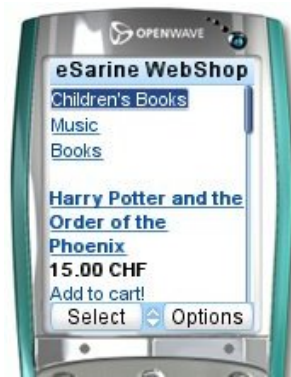 OPENWAVE
eSarine WebShop
Children's Books
Music
Books
Harry Potter and the
Order of the
Phoenix
15.00 CHF
Add to cart!
Select Options